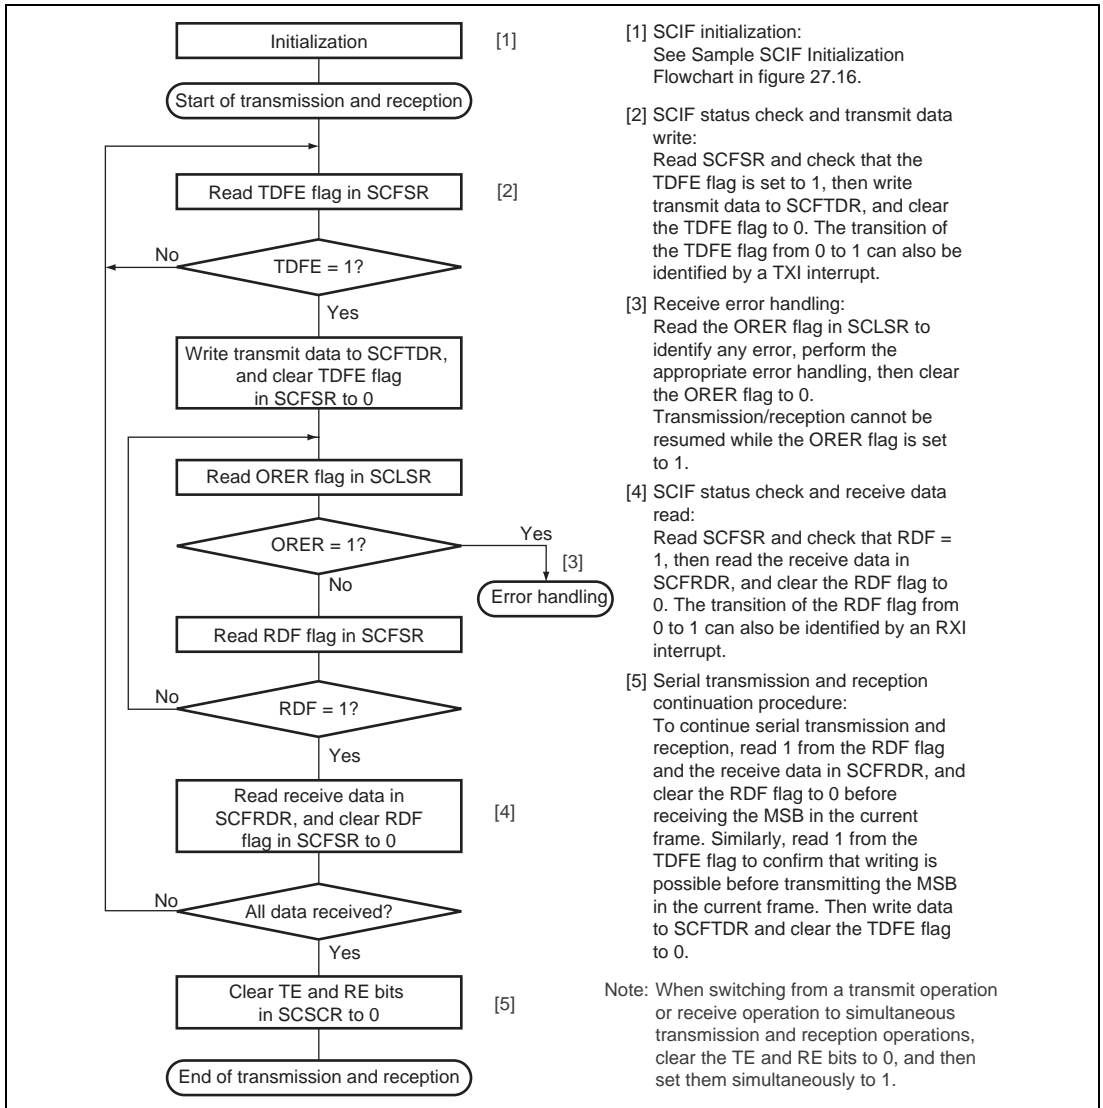 Initialization
[1]
Start of transmission and reception
Read TDFE flag in SCFSR
[2]
No
TDFE = 1?
Yes
Write transmit data to SCFTDR,
and clear TDFE flag
in SCFSR to 0
Read ORER flag in SCLSR
ORER = 1?
Yes
[3]
No
Error handling
Read RDF flag in SCFSR
No
RDF = 1?
Yes
Read receive data in
SCFRDR, and clear RDF
flag in SCFSR to 0
[4]
No
All data received?
Yes
Clear TE and RE bits
in SCSCR to 0
[5]
End of transmission and reception
[1] SCIF initialization:
See Sample SCIF Initialization
Flowchart in figure 27.16.
[2] SCIF status check and transmit data
write:
Read SCFSR and check that the
TDFE flag is set to 1, then write
transmit data to SCFTDR, and clear
the TDFE flag to 0. The transition of
the TDFE flag from 0 to 1 can also be
identified by a TXI interrupt.
[3] Receive error handling:
Read the ORER flag in SCLSR to
identify any error, perform the
appropriate error handling, then clear
the ORER flag to 0.
Transmission/reception cannot be
resumed while the ORER flag is set
to 1.
[4] SCIF status check and receive data
read:
Read SCFSR and check that RDF =
1, then read the receive data in
SCFRDR, and clear the RDF flag to
0. The transition of the RDF flag from
0 to 1 can also be identified by an RXI
interrupt.
[5] Serial transmission and reception
continuation procedure:
To continue serial transmission and
reception, read 1 from the RDF flag
and the receive data in SCFRDR, and
clear the RDF flag to 0 before
receiving the MSB in the current
frame. Similarly, read 1 from the
TDFE flag to confirm that writing is
possible before transmitting the MSB
in the current frame. Then write data
to SCFTDR and clear the TDFE flag
to 0.
Note: When switching from a transmit operation
or receive operation to simultaneous
transmission and reception operations,
clear the TE and RE bits to 0, and then
set them simultaneously to 1.